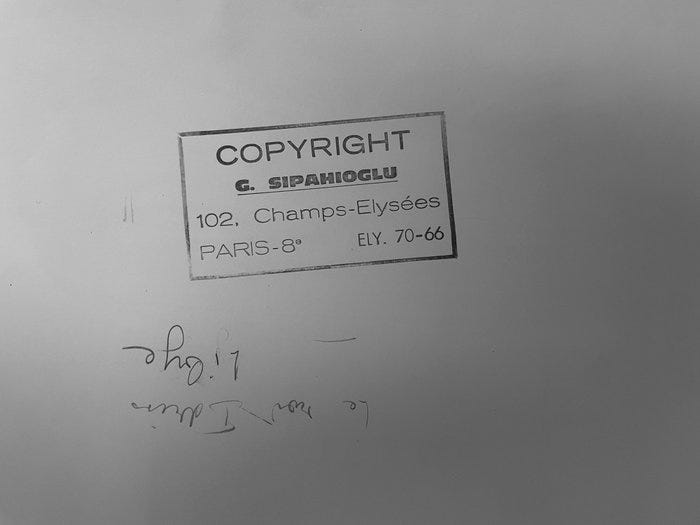 COPYRIGHT
G. SIPAHIOGLU
102, Champs-Elysées
PARIS-8e ELY. 70-66
Le roi Idris
Libye